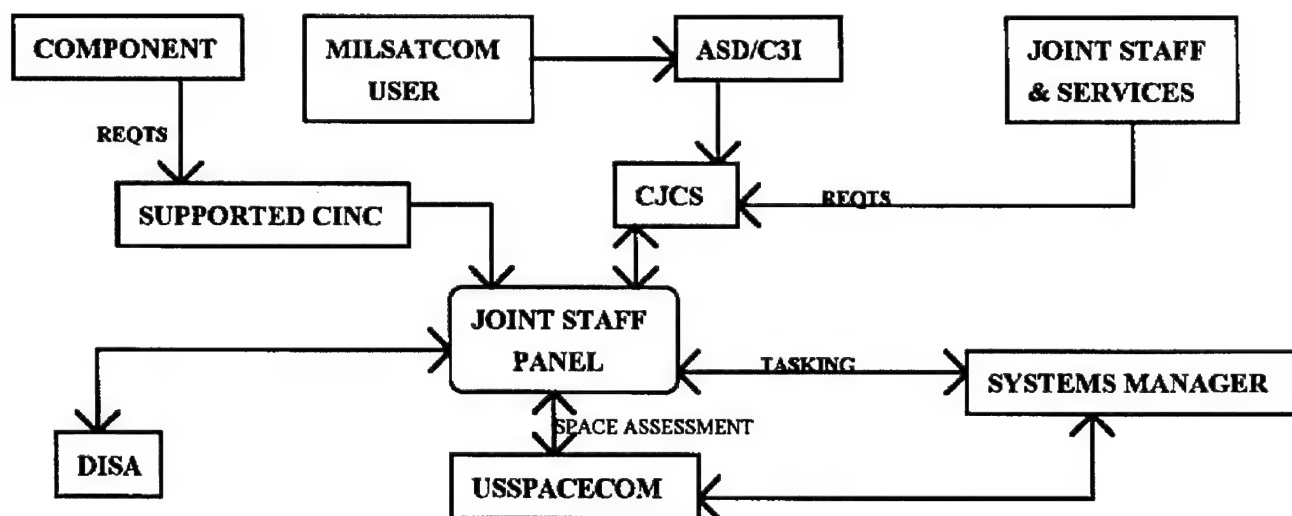 COMPONENT
MILSATCOM
USER
ASD/C3I
JOINT STAFF
& SERVICES
REQTS
SUPPORTED CINC
CJCS
REQTS
JOINT STAFF
PANEL
TASKING
SYSTEMS MANAGER
SPACE ASSESSMENT
DISA
USSPACECOM